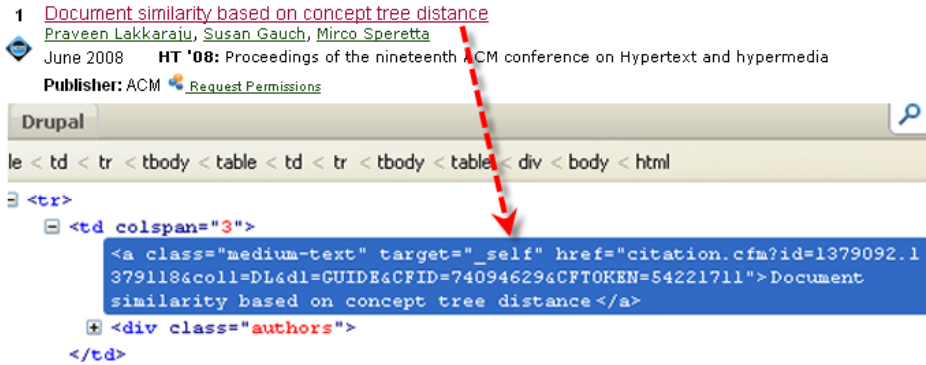 1 Document similarity based on concept tree distance
Praveen Lakkaraju, Susan Gauch, Mirco Speretta
June 2008 HT '08: Proceedings of the nineteenth ACM conference on Hypertext and hypermedia
Publisher: ACM Request Permissions
Drupal
le < td < tr < tbody < table < td < tr < tbody < table < div < body < html
<tr>
<td colspan="3">
<a class="medium-text" target="_self" href="citation.cfm?id=1379092.1
379118&coll=DL&dl=GUIDE&CFID=74094629&CFTOKEN=54221711">Document
similarity based on concept tree distance</a>
<div class="authors">
</td>